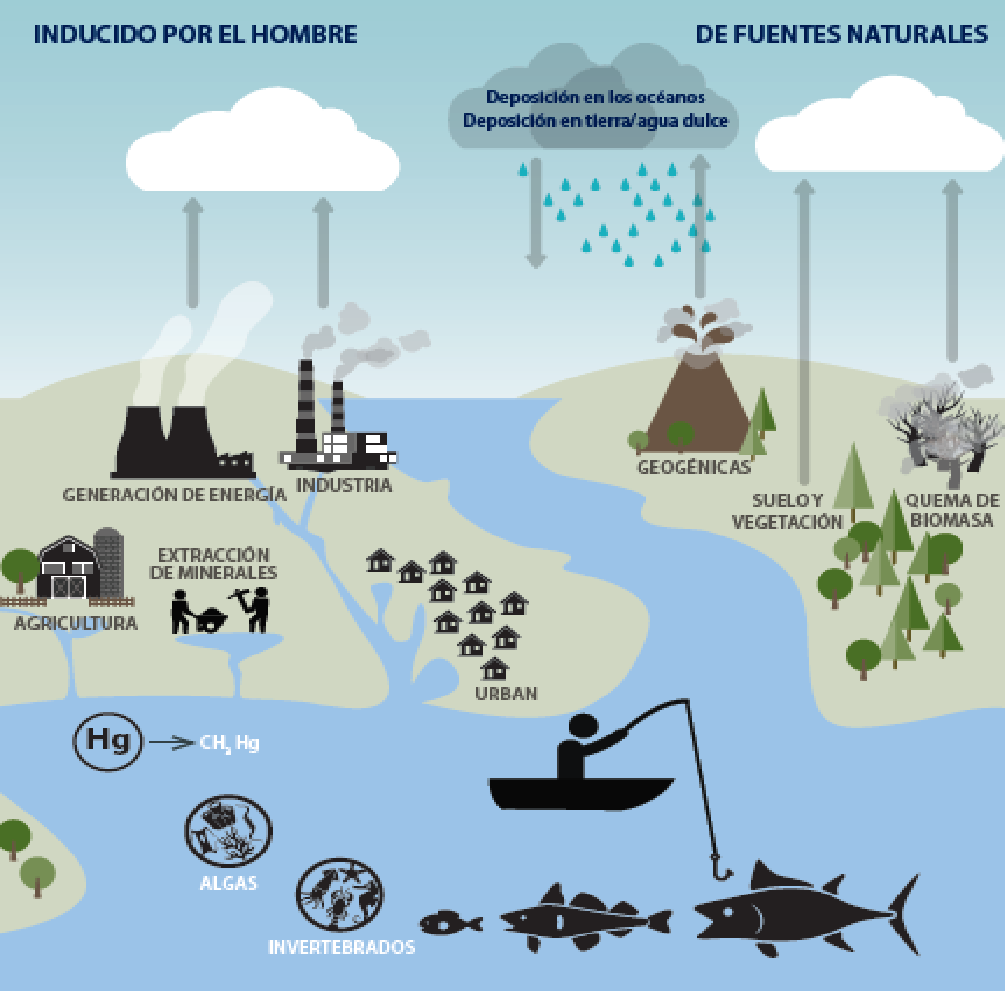 INDUCIDO POR EL HOMBRE
DE FUENTES NATURALES
Deposición en los océanos
Deposición en tierra/agua dulce
GENERACIÓN DE ENERGÍA
INDUSTRIA
GEOGÉNICAS
SUELO Y
VEGETACIÓN
QUEMA DE
BIOMASA
AGRICULTURA
EXTRACCIÓN
DE MINERALES
URBAN
Hg
CH₃ Hg
ALGAS
INVERTEBRADOS